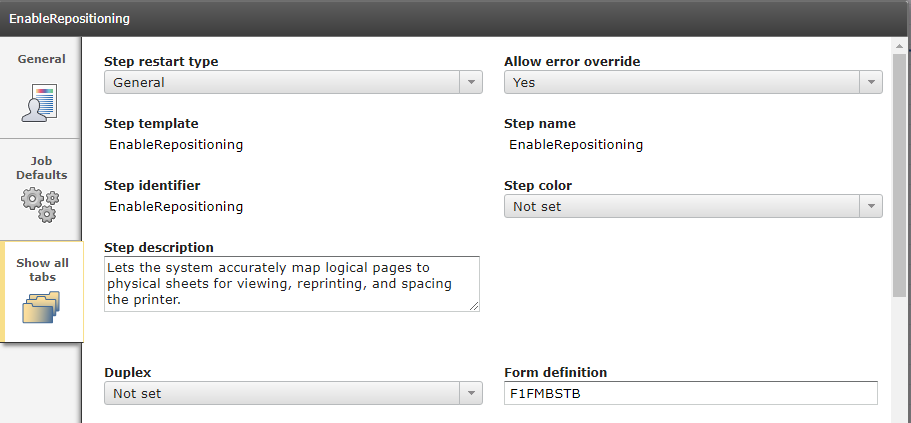 EnableRepositioning
General
Job
Defaults
Show all
tabs
Step restart type
Allow error override
General
Yes
Step template
Step name
EnableRepositioning
EnableRepositioning
Step identifier
Step color
EnableRepositioning
Not set
Step description
Lets the system accurately map logical pages to
physical sheets for viewing, reprinting, and spacing
the printer.
Duplex
Form definition
Not set
F1FMBSTB